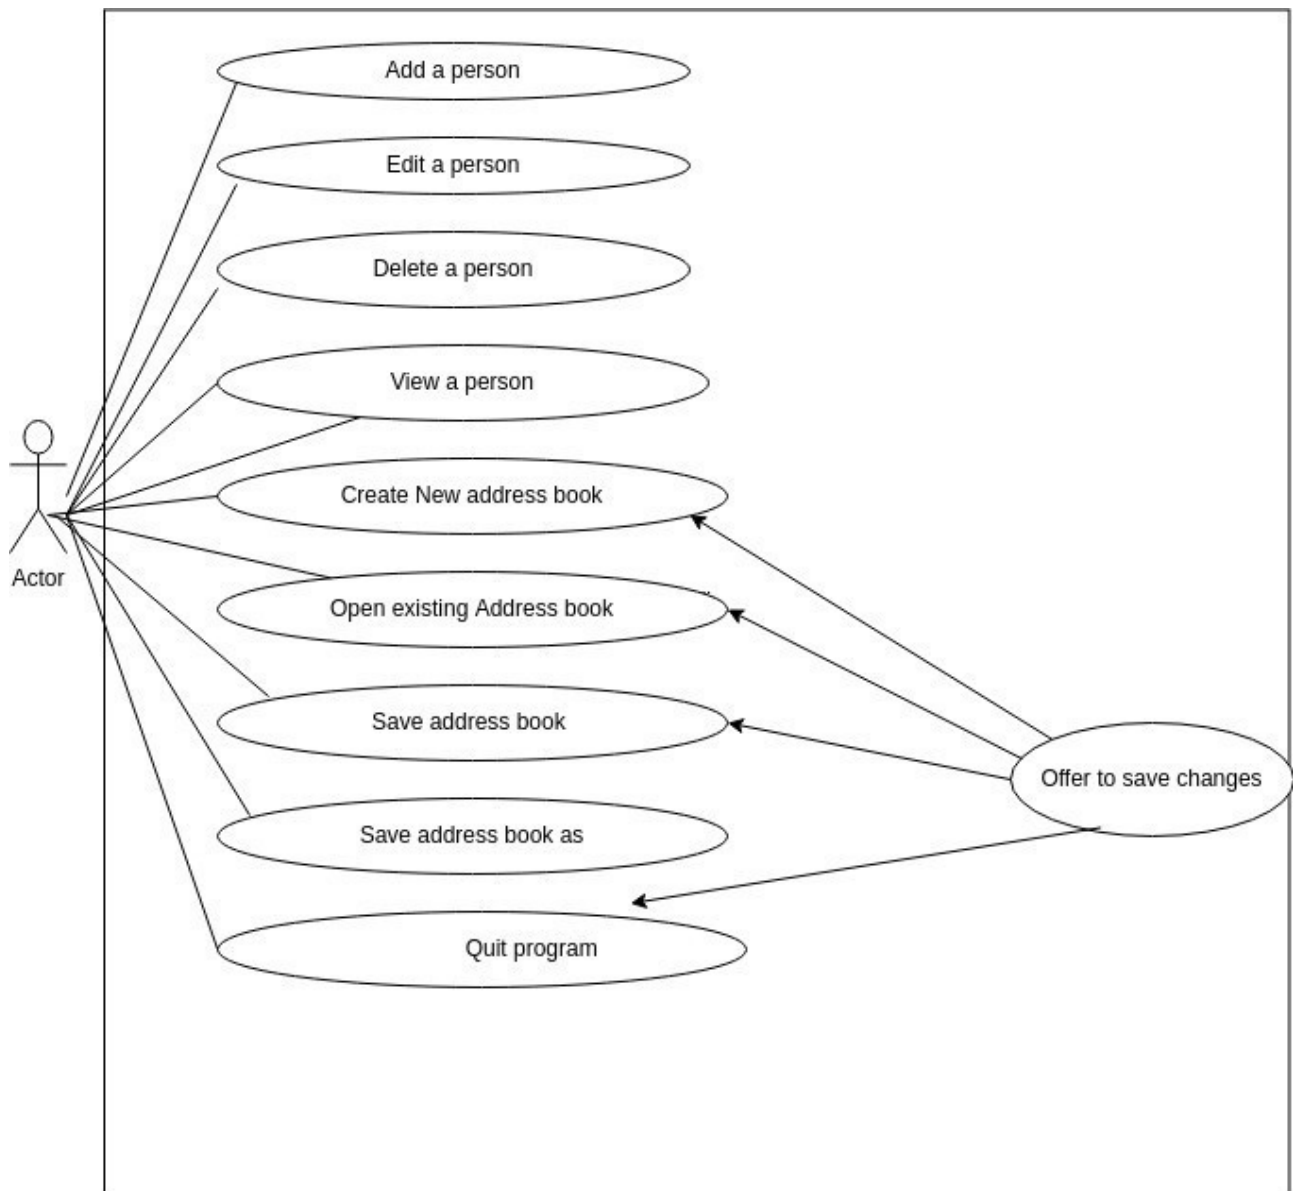 Add a person
Edit a person
Delete a person
View a person
Create New address book
Actor
Open existing Address book
Save address book
Offer to save changes
Save address book as
Quit program